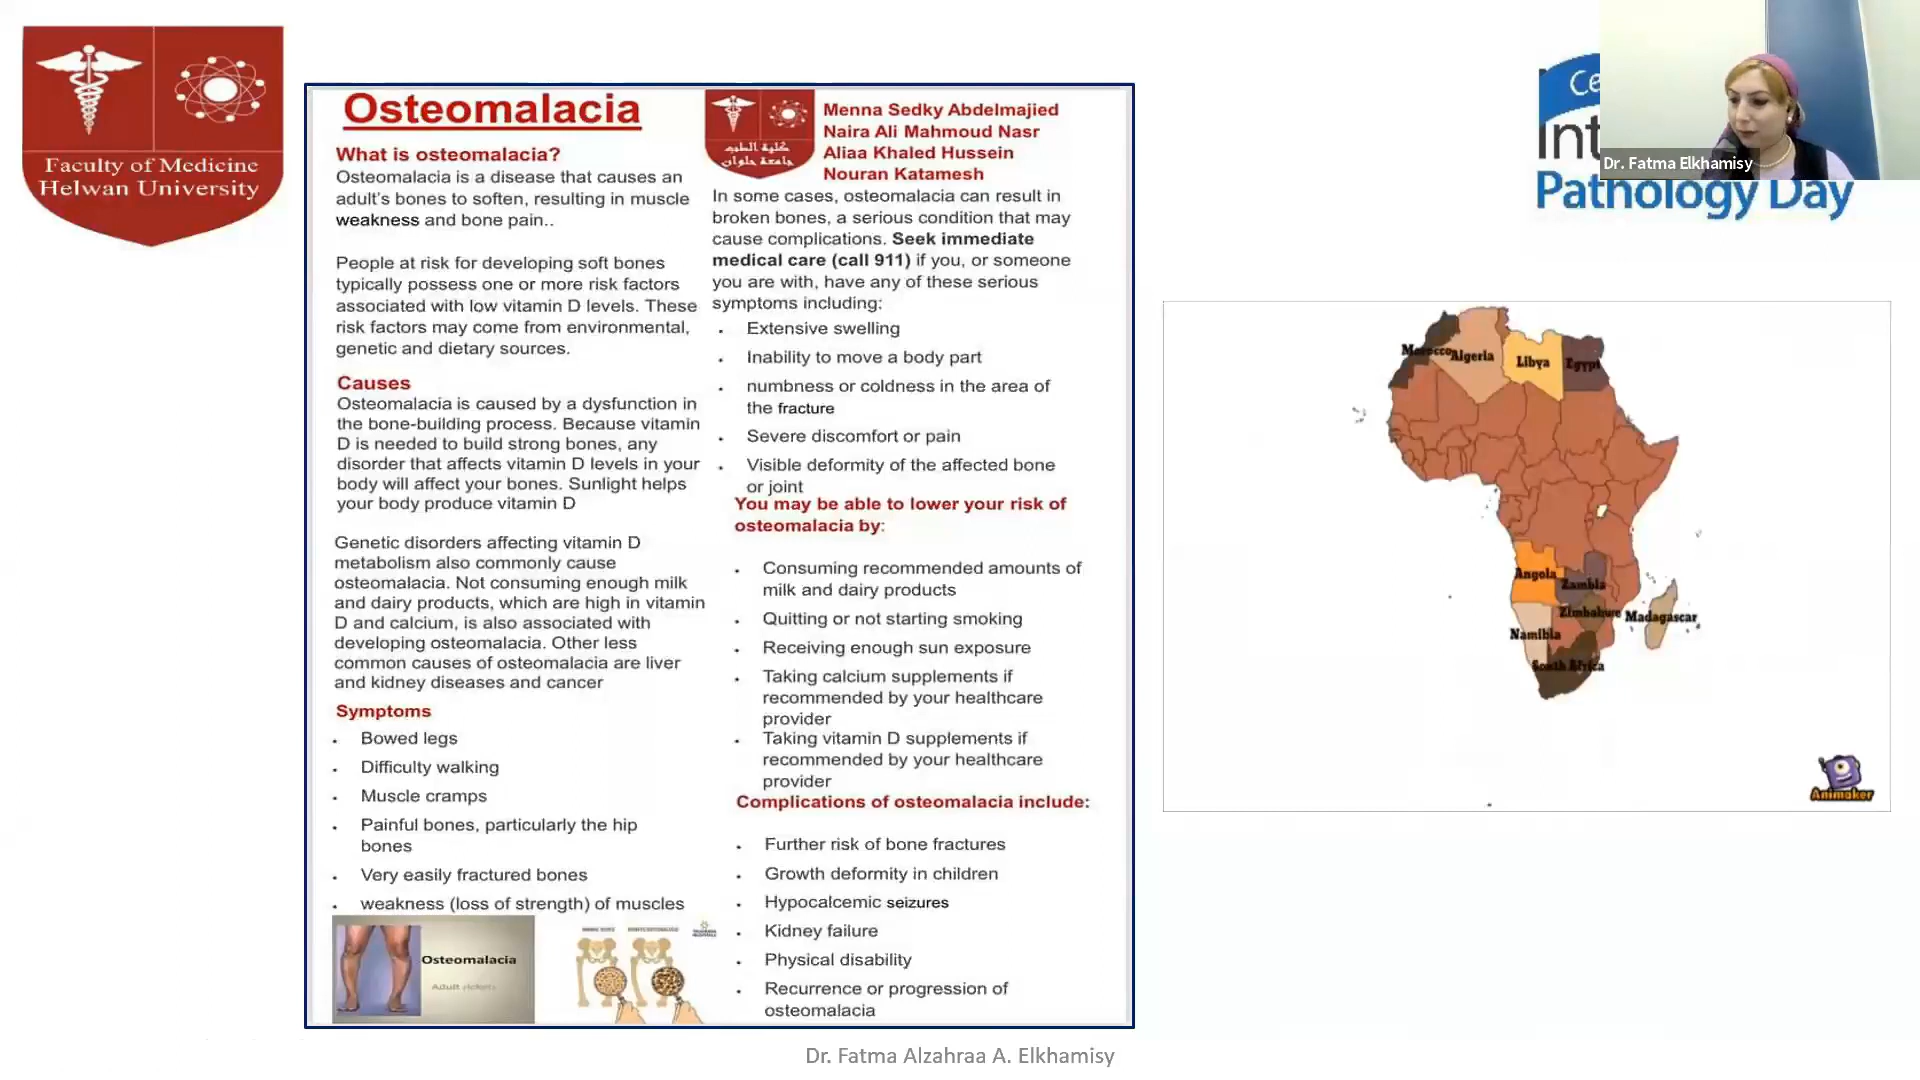 Faculty of Medicine
Helwan University
Osteomalacia
What is osteomalacia?
Osteomalacia is a disease that causes an
adult's bones to soften, resulting in muscle
weakness and bone pain..
People at risk for developing soft bones
typically possess one or more risk factors
associated with low vitamin D levels. These
risk factors may come from environmental,
genetic and dietary sources.
Causes
Osteomalacia is caused by a dysfunction in
the bone-building process. Because vitamin
D is needed to build strong bones, any
disorder that affects vitamin D levels in your
body will affect your bones. Sunlight helps
your body produce vitamin D
Genetic disorders affecting vitamin D
metabolism also commonly cause
osteomalacia. Not consuming enough milk
and dairy products, which are high in vitamin
D and calcium, is also associated with
developing osteomalacia. Other less
common causes of osteomalacia are liver
and kidney diseases and cancer
Symptoms
Bowed legs
Difficulty walking
Muscle cramps
Painful bones, particularly the hip
bones
Very easily fractured bones
weakness (loss of strength) of muscles
Osteomalacia
Adult rickets
كلية الطب
جامعة حلوان
Menna Sedky Abdelmajied
Naira Ali Mahmoud Nasr
Aliaa Khaled Hussein
Nouran Katamesh
In some cases, osteomalacia can result in
broken bones, a serious condition that may
cause complications. Seek immediate
medical care (call 911) if you, or someone
you are with, have any of these serious
symptoms including:
Extensive swelling
Inability to move a body part
numbness or coldness in the area of
the fracture
Severe discomfort or pain
Visible deformity of the affected bone
or joint
You may be able to lower your risk of
osteomalacia by:
Consuming recommended amounts of
milk and dairy products
Quitting or not starting smoking
Receiving enough sun exposure
Taking calcium supplements if
recommended by your healthcare
provider
Taking vitamin D supplements if
recommended by your healthcare
provider
Complications of osteomalacia include:
Further risk of bone fractures
Growth deformity in children
Hypocalcemic seizures
Kidney failure
Physical disability
Recurrence or progression of
osteomalacia
Ce
Int
Pathology Day
Dr. Fatma Elkhamisy
Morocco
Algeria
Libya
Egypt
Angola
Zambia
Zimbabwe
Madagascar
Namibia
South Africa
Animaker
Dr. Fatma Alzahraa A. Elkhamisy